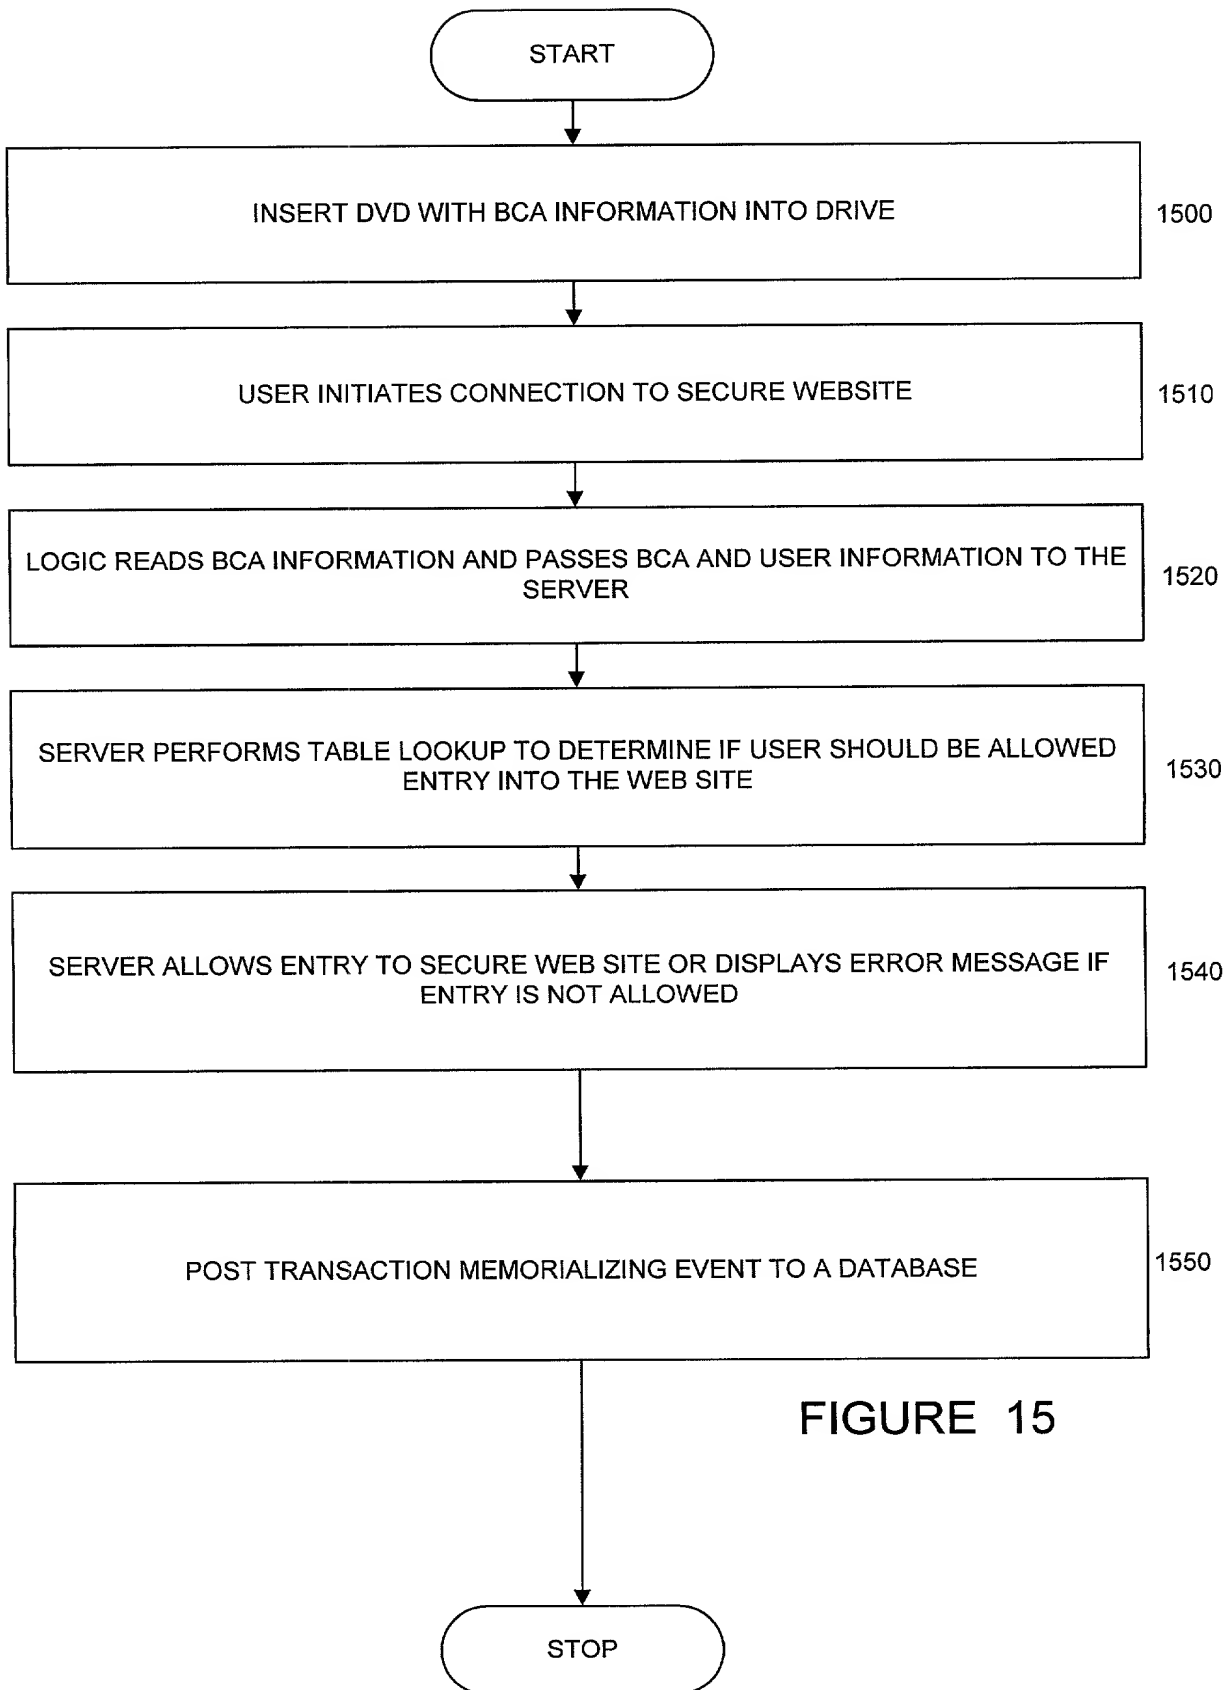 START
INSERT DVD WITH BCA INFORMATION INTO DRIVE
1500
USER INITIATES CONNECTION TO SECURE WEBSITE
1510
LOGIC READS BCA INFORMATION AND PASSES BCA AND USER INFORMATION TO THE
SERVER
1520
SERVER PERFORMS TABLE LOOKUP TO DETERMINE IF USER SHOULD BE ALLOWED
ENTRY INTO THE WEB SITE
1530
SERVER ALLOWS ENTRY TO SECURE WEB SITE OR DISPLAYS ERROR MESSAGE IF
ENTRY IS NOT ALLOWED
1540
POST TRANSACTION MEMORIALIZING EVENT TO A DATABASE
1550
FIGURE 15
STOP